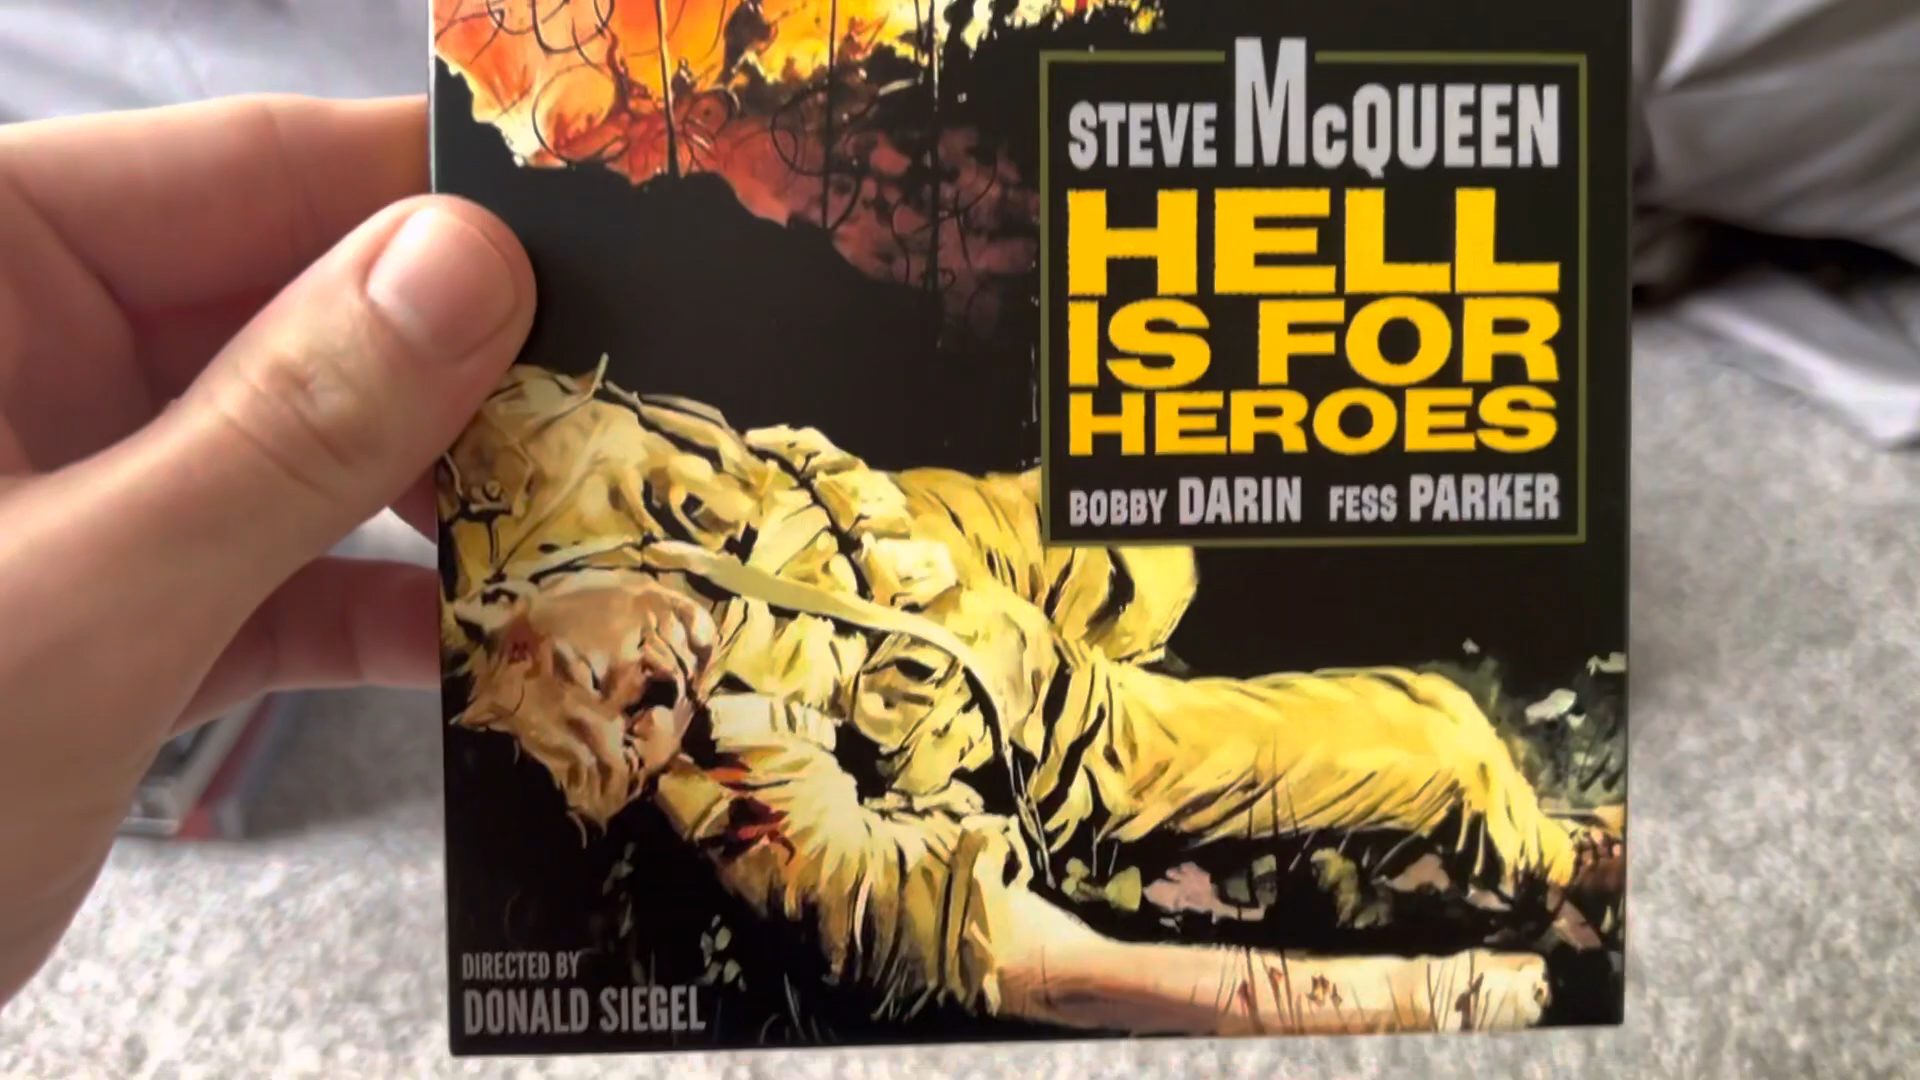 STEVE McQUEEN
HELL
IS FOR
HEROES
BOBBY DARIN FESS PARKER
DIRECTED BY
DONALD SIEGEL